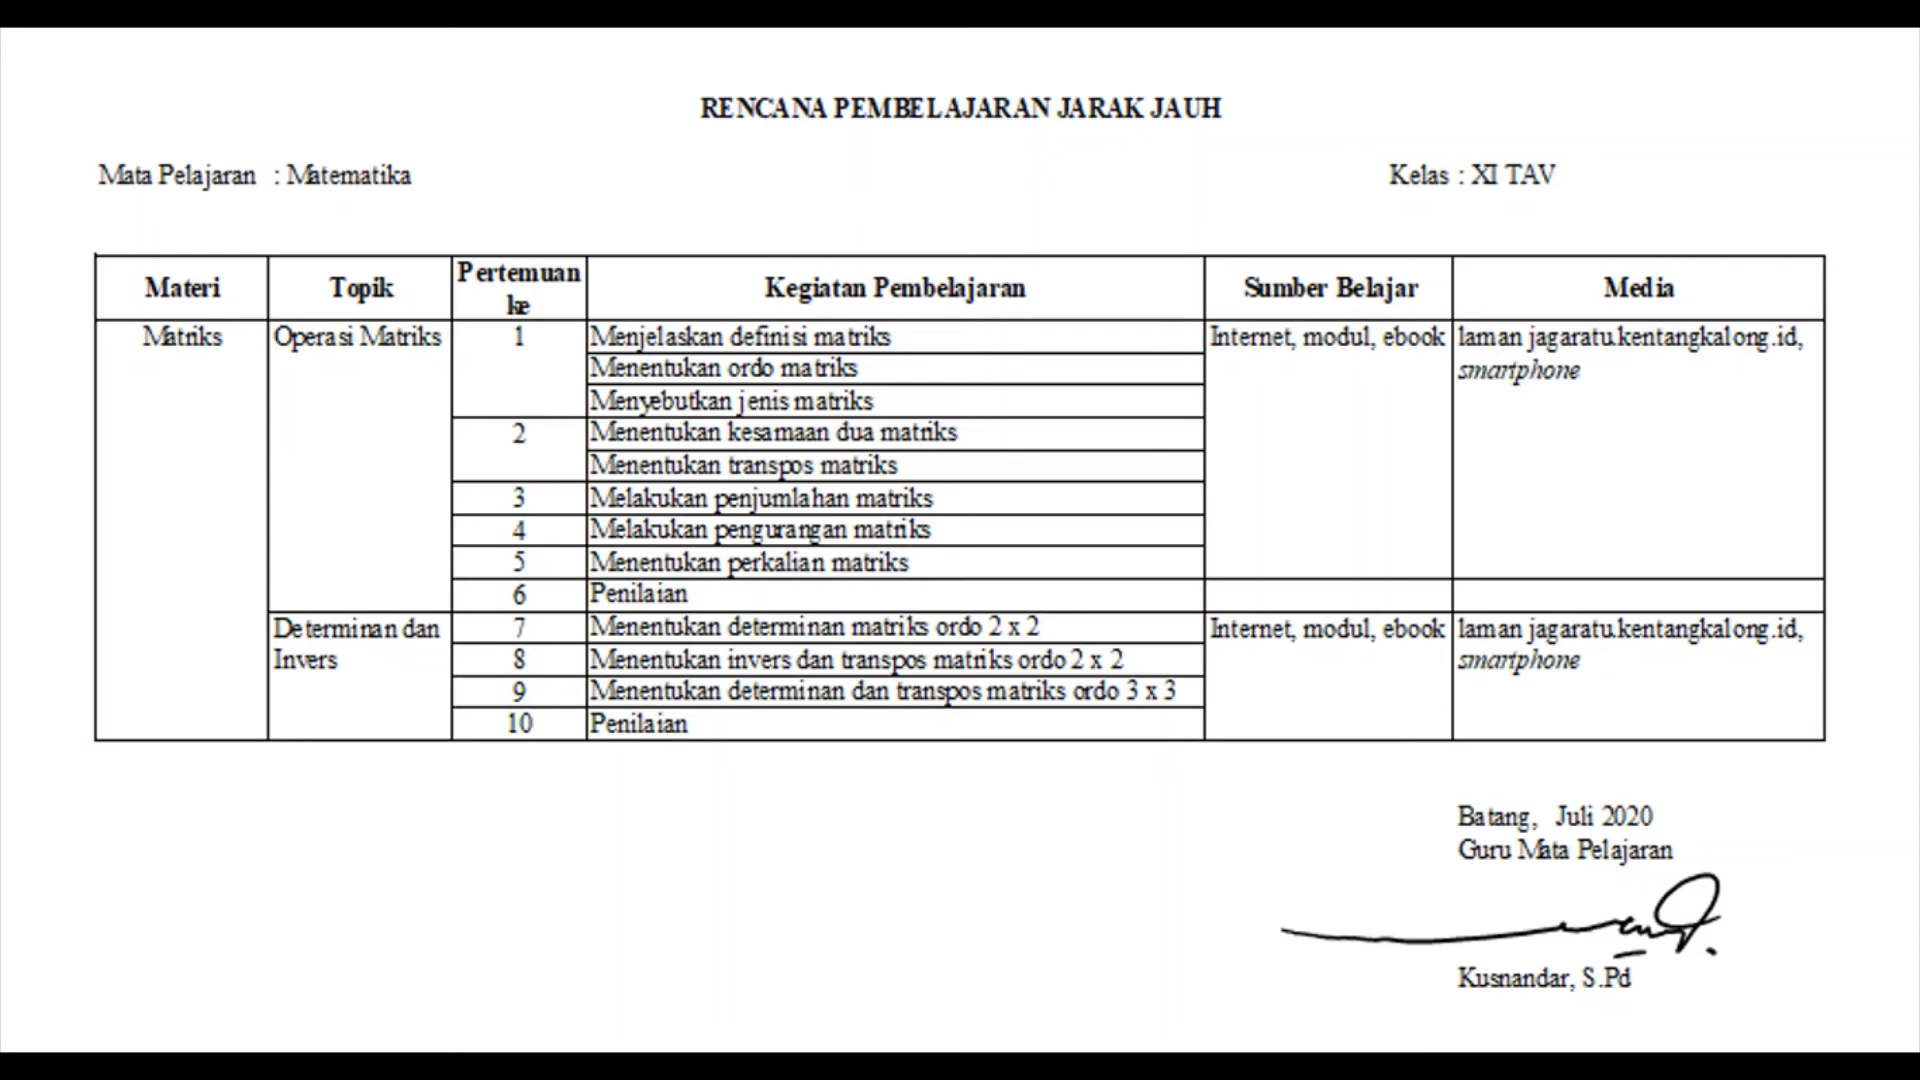 RENCANA PEMBELAJARAN JARAK JAUH
Mata Pelajaran : Matematika
Kelas : XI TAV
Materi Topik Pertemuan ke Kegiatan Pembelajaran Sumber Belajar Media
Matriks Operasi Matriks 1 Menjelaskan definisi matriks Internet, modul, ebook laman jagaratu.kentangkalong.id,
Menentukan ordo matriks smartphone
Menyebutkan jenis matriks
2 Menentukan kesamaan dua matriks
Menentukan transpos matriks
3 Melakukan penjumlahan matriks
4 Melakukan pengurangan matriks
5 Menentukan perkalian matriks
6 Penilaian
Determinan dan 7 Menentukan determinan matriks ordo 2 x 2 Internet, modul, ebook laman jagaratu.kentangkalong.id,
Invers 8 Menentukan invers dan transpos matriks ordo 2 x 2 smartphone
9 Menentukan determinan dan transpos matriks ordo 3 x 3
10 Penilaian
Batang, Juli 2020
Guru Mata Pelajaran
Kusnandar, S.Pd